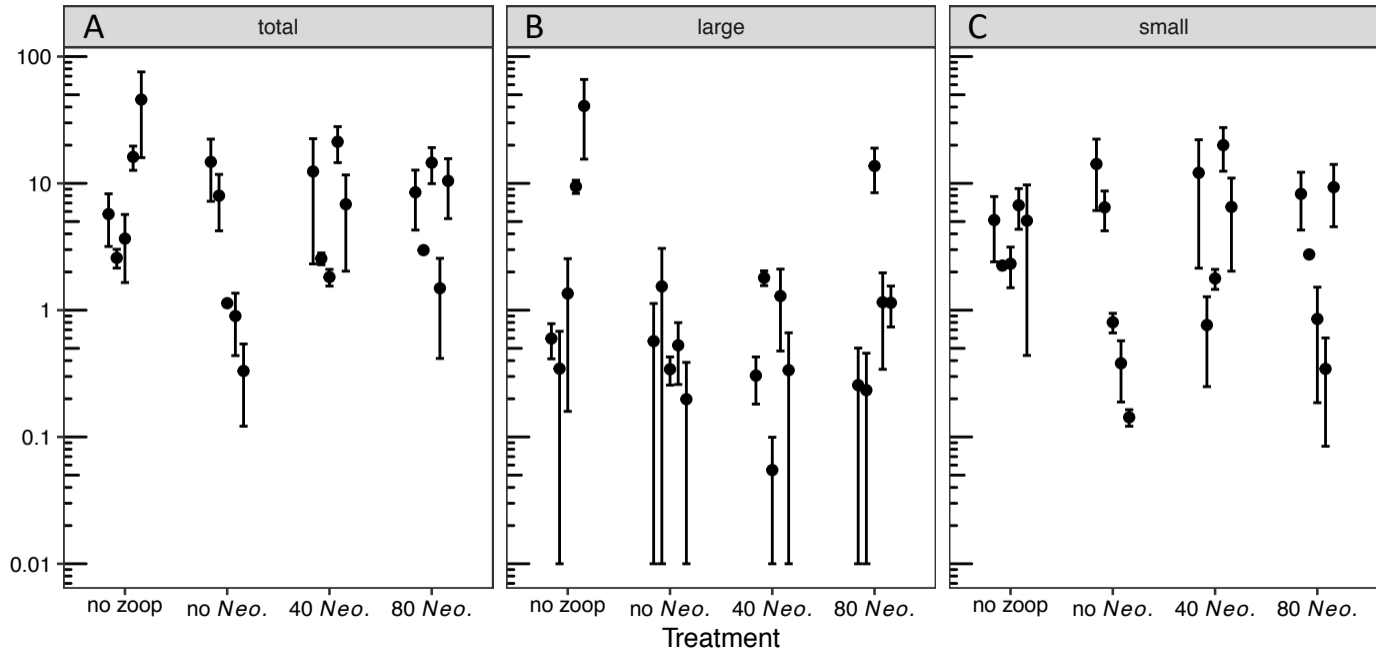 A total
B large
C small
100
10
1
0.1
0.01
no zoop no Neo. 40 Neo. 80 Neo.
no zoop no Neo. 40 Neo. 80 Neo.
no zoop no Neo. 40 Neo. 80 Neo.
Treatment